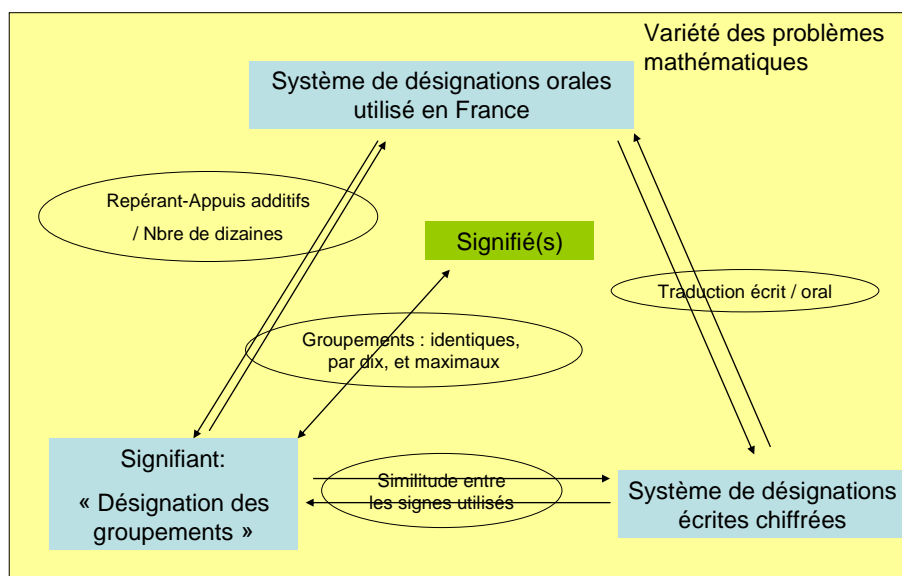 Variété des problèmes
mathématiques
Système de désignations orales
utilisé en France
Repérant-Appuis additifs
/ Nbre de dizaines
Signifié(s)
Traduction écrit / oral
Groupements : identiques,
par dix, et maximaux
Signifiant:
« Désignation des
groupements »
Similitude entre
les signes utilisés
Système de désignations
écrites chiffrées